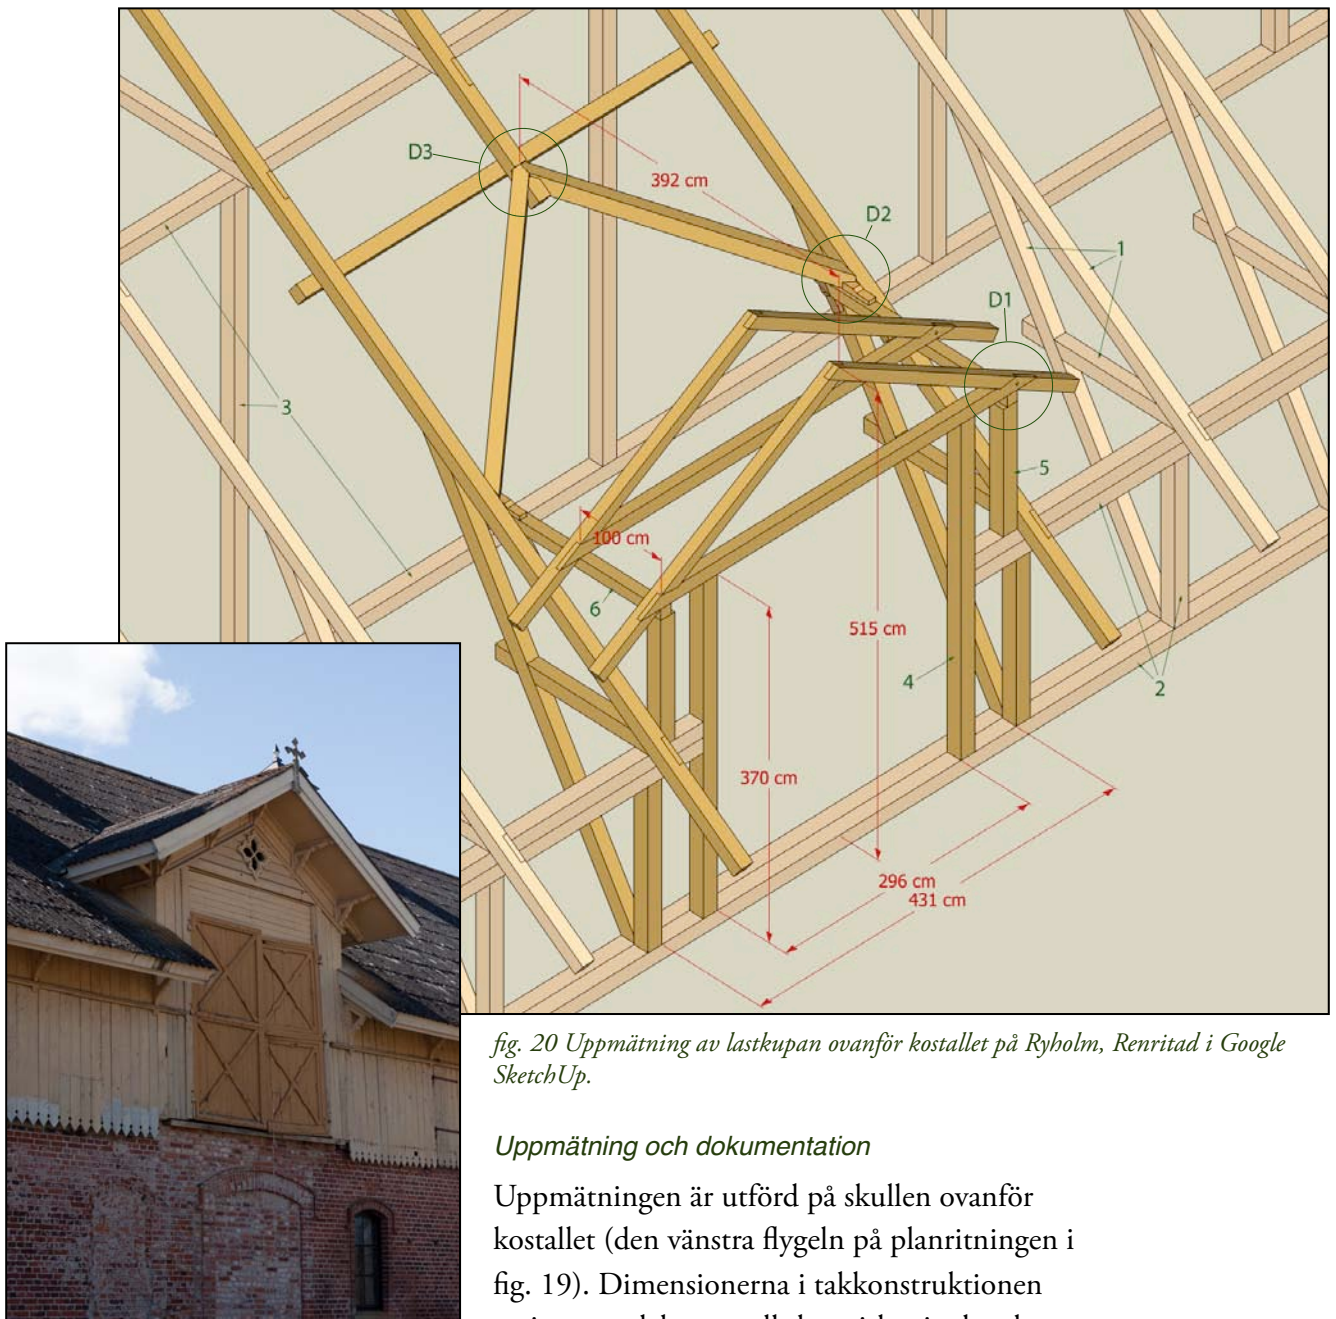 D3
392 cm
D2
1
D1
3
5
100 cm
6
515 cm
4
2
370 cm
296 cm
431 cm
fig. 20 Uppmätning av lastkupan ovanför kostallet på Ryholm, Renritad i Google
SketchUp.
Uppmätning och dokumentation
Uppmätningen är utförd på skullen ovanför
kostallet (den vänstra flygeln på planritningen i
fig. 19). Dimensionerna i takkonstruktionen